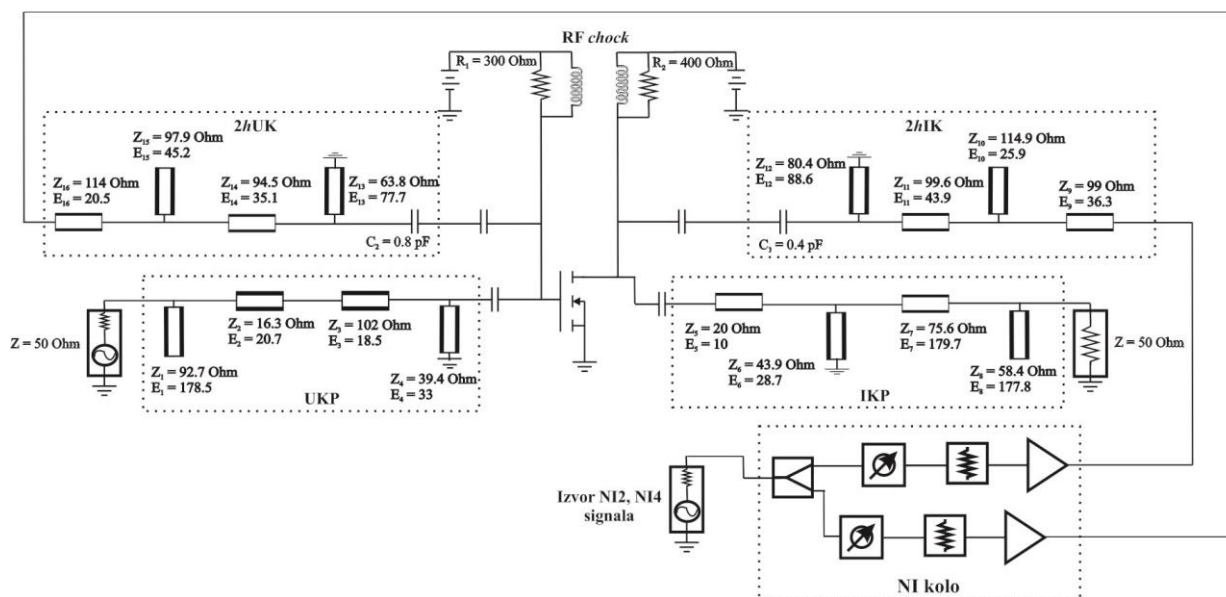 RF chock
R₁ = 300 Ohm
R₂ = 400 Ohm
2hUK
Z₁₅ = 97.9 Ohm
E₁₅ = 45.2
Z₁₆ = 114 Ohm
E₁₆ = 20.5
Z₁₄ = 94.5 Ohm
E₁₄ = 35.1
Z₁₃ = 63.8 Ohm
E₁₃ = 77.7
C₂ = 0.8 pF
2hIK
Z₁₂ = 80.4 Ohm
E₁₂ = 88.6
Z₁₀ = 114.9 Ohm
E₁₀ = 25.9
Z₁₁ = 99.6 Ohm
E₁₁ = 43.9
Z₉ = 99 Ohm
E₉ = 36.3
C₃ = 0.4 pF
Z = 50 Ohm
Z₁ = 92.7 Ohm
E₁ = 178.5
Z₂ = 16.3 Ohm
E₂ = 20.7
Z₃ = 102 Ohm
E₃ = 18.5
Z₄ = 39.4 Ohm
E₄ = 33
UKP
Z₅ = 20 Ohm
E₅ = 10
Z₆ = 43.9 Ohm
E₆ = 28.7
Z₇ = 75.6 Ohm
E₇ = 179.7
Z₈ = 58.4 Ohm
E₈ = 177.8
Z = 50 Ohm
IKP
Izvor NI2, NI4
signala
NI kolo